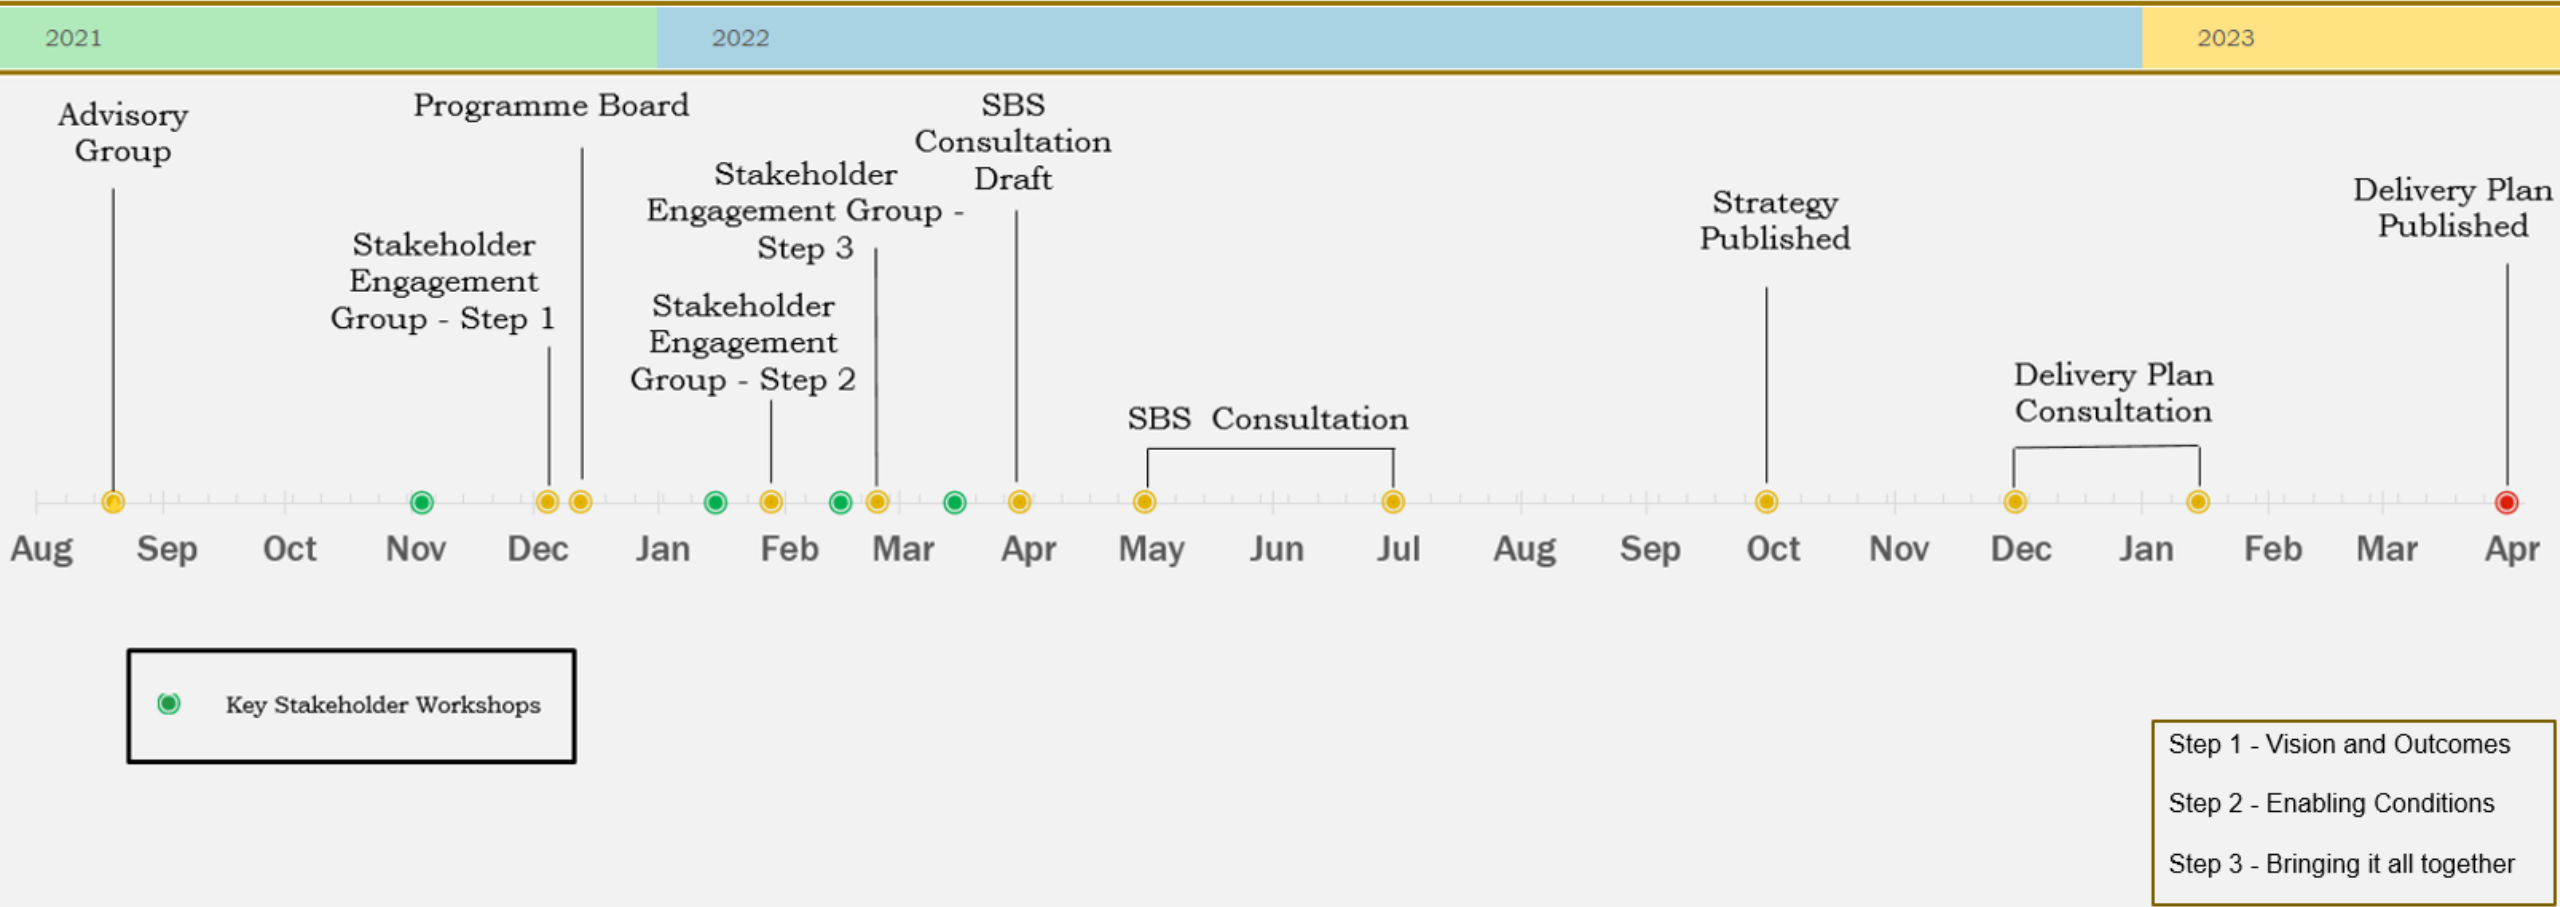 2021
2022
2023
Advisory
Group
Programme Board
SBS
Consultation
Draft
Stakeholder
Engagement Group -
Step 3
Stakeholder
Engagement
Group - Step 1
Stakeholder
Engagement
Group - Step 2
Strategy
Published
Delivery Plan
Published
SBS Consultation
Delivery Plan
Consultation
Aug Sep Oct Nov Dec Jan Feb Mar Apr May Jun Jul Aug Sep Oct Nov Dec Jan Feb Mar Apr
Key Stakeholder Workshops
Step 1 - Vision and Outcomes
Step 2 - Enabling Conditions
Step 3 - Bringing it all together